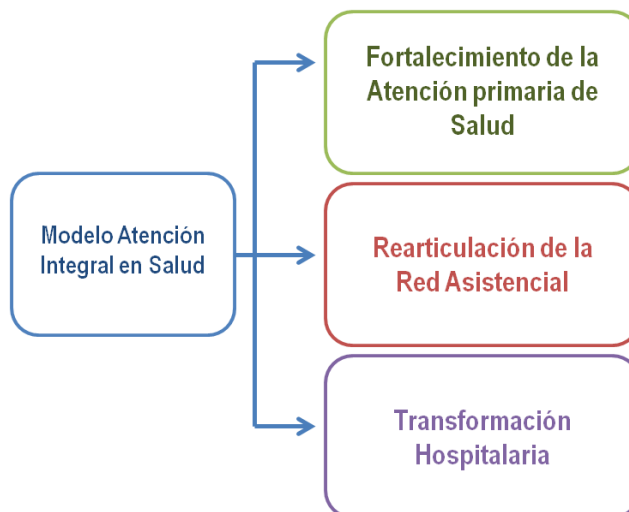 Fortalecimiento de la
Atención primaria de
Salud
Modelo Atención
Integral en Salud
Rearticulación de la
Red Asistencial
Transformación
Hospitalaria